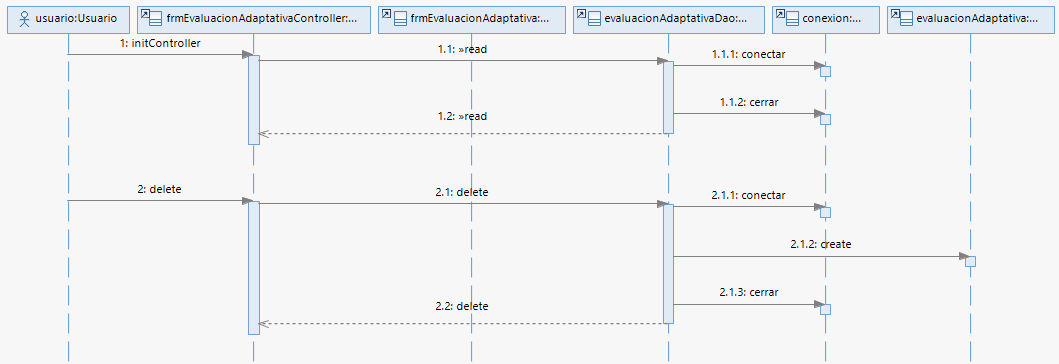 usuario:Usuario
frmEvaluacionAdaptativaController:...
frmEvaluacionAdaptativa:...
evaluacionAdaptativaDao:...
conexion:...
evaluacionAdaptativa:...
1: initController
1.1: »read
1.1.1: conectar
1.1.2: cerrar
1.2: »read
2: delete
2.1: delete
2.1.1: conectar
2.1.2: create
2.1.3: cerrar
2.2: delete